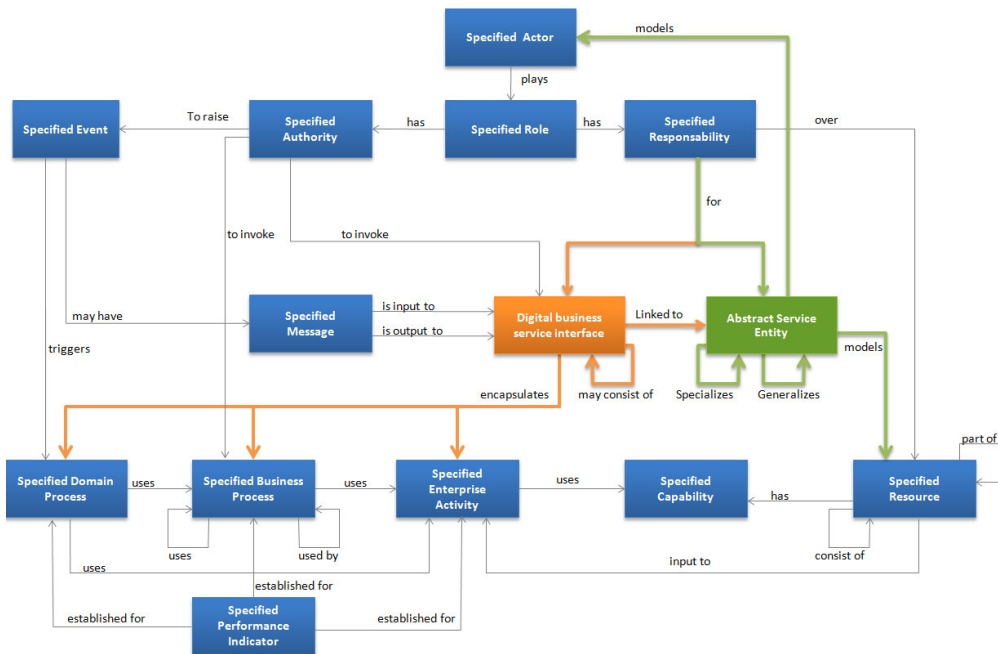 Specified Actor
models
plays
Specified Event
To raise
Specified
Authority
has
Specified Role
has
Specified
Responsability
over
for
to invoke
to invoke
may have
Specified
Message
is input to
is output to
Digital business
service interface
Linked to
Abstract Service
Entity
models
triggers
encapsulates
may consist of
Specializes
Generalizes
part of
Specified Domain
Process
uses
Specified Business
Process
uses
Specified
Enterprise
Activity
uses
Specified
Capability
has
Specified
Resource
uses
used by
consist of
uses
input to
established for
established for
Specified
Performance
Indicator
established for